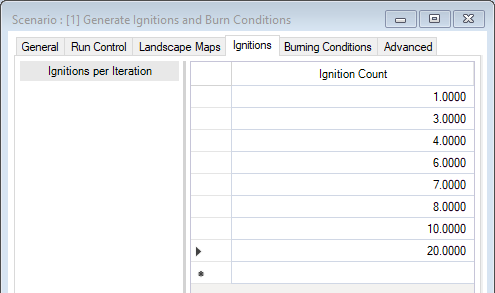 Scenario : [1] Generate Ignitions and Burn Conditions
General Run Control Landscape Maps Ignitions Burning Conditions Advanced
Ignitions per Iteration
Ignition Count
1.0000
3.0000
4.0000
6.0000
7.0000
8.0000
10.0000
20.0000